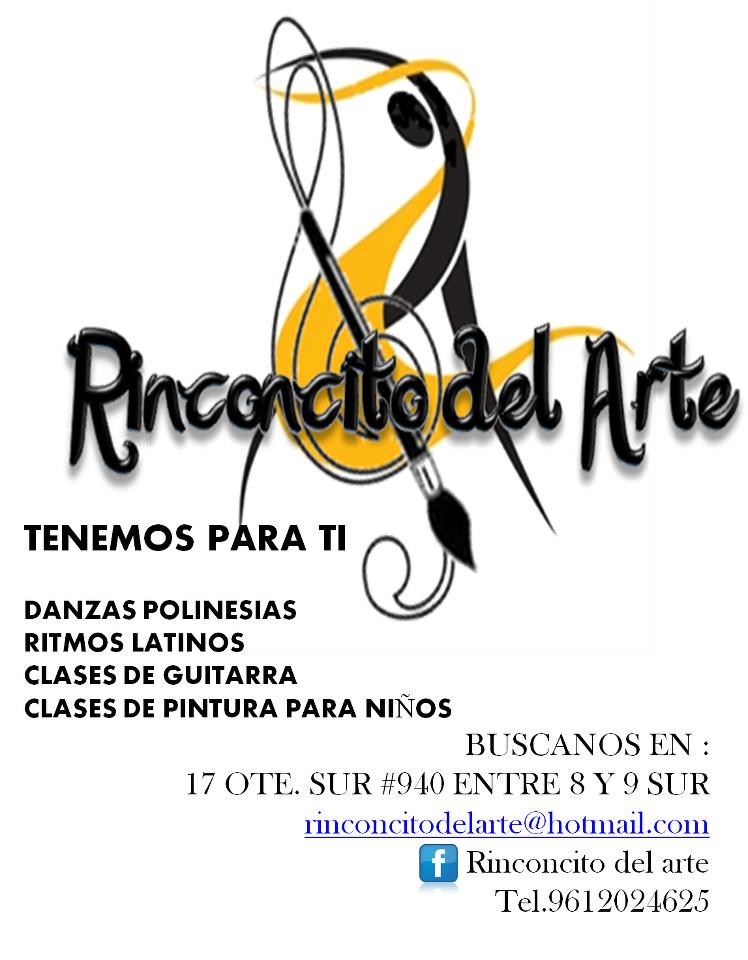 Rinconcito del Arte
TENEMOS PARA TI
DANZAS POLINESIAS
RITMOS LATINOS
CLASES DE GUITARRA
CLASES DE PINTURA PARA NIÑOS
BUSCANOS EN :
17 OTE. SUR #940 ENTRE 8 Y 9 SUR
rinconcitodelarte@hotmail.com
f Rinconcito del arte
Tel.9612024625